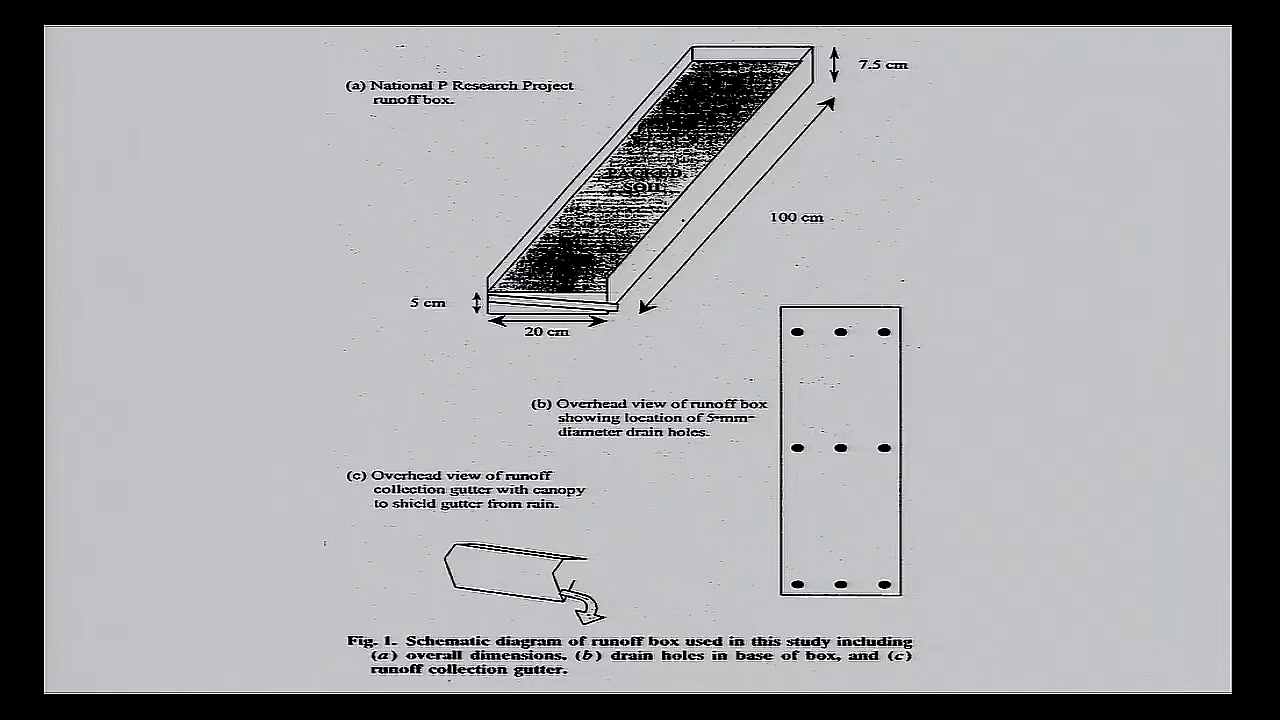 (a) National P Research Project
runoff box.
7.5 cm
PACKED
SOIL
100 cm
5 cm
20 cm
(b) Overhead view of runoff box
showing location of 5-mm-
diameter drain holes.
(c) Overhead view of runoff
collection gutter with canopy
to shield gutter from rain.
Fig. 1. Schematic diagram of runoff box used in this study including
(a) overall dimensions, (b) drain holes in base of box, and (c)
runoff collection gutter.